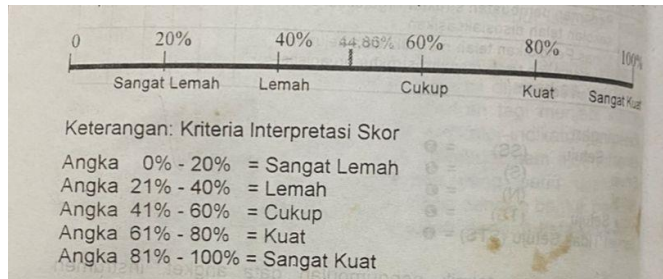 0 20% 40% 44.86% 60% 80% 100%
Sangat Lemah Lemah Cukup Kuat Sangat Kuat
Keterangan: Kriteria Interpretasi Skor
Angka 0% - 20% = Sangat Lemah
Angka 21% - 40% = Lemah
Angka 41% - 60% = Cukup
Angka 61% - 80% = Kuat
Angka 81% - 100% = Sangat Kuat